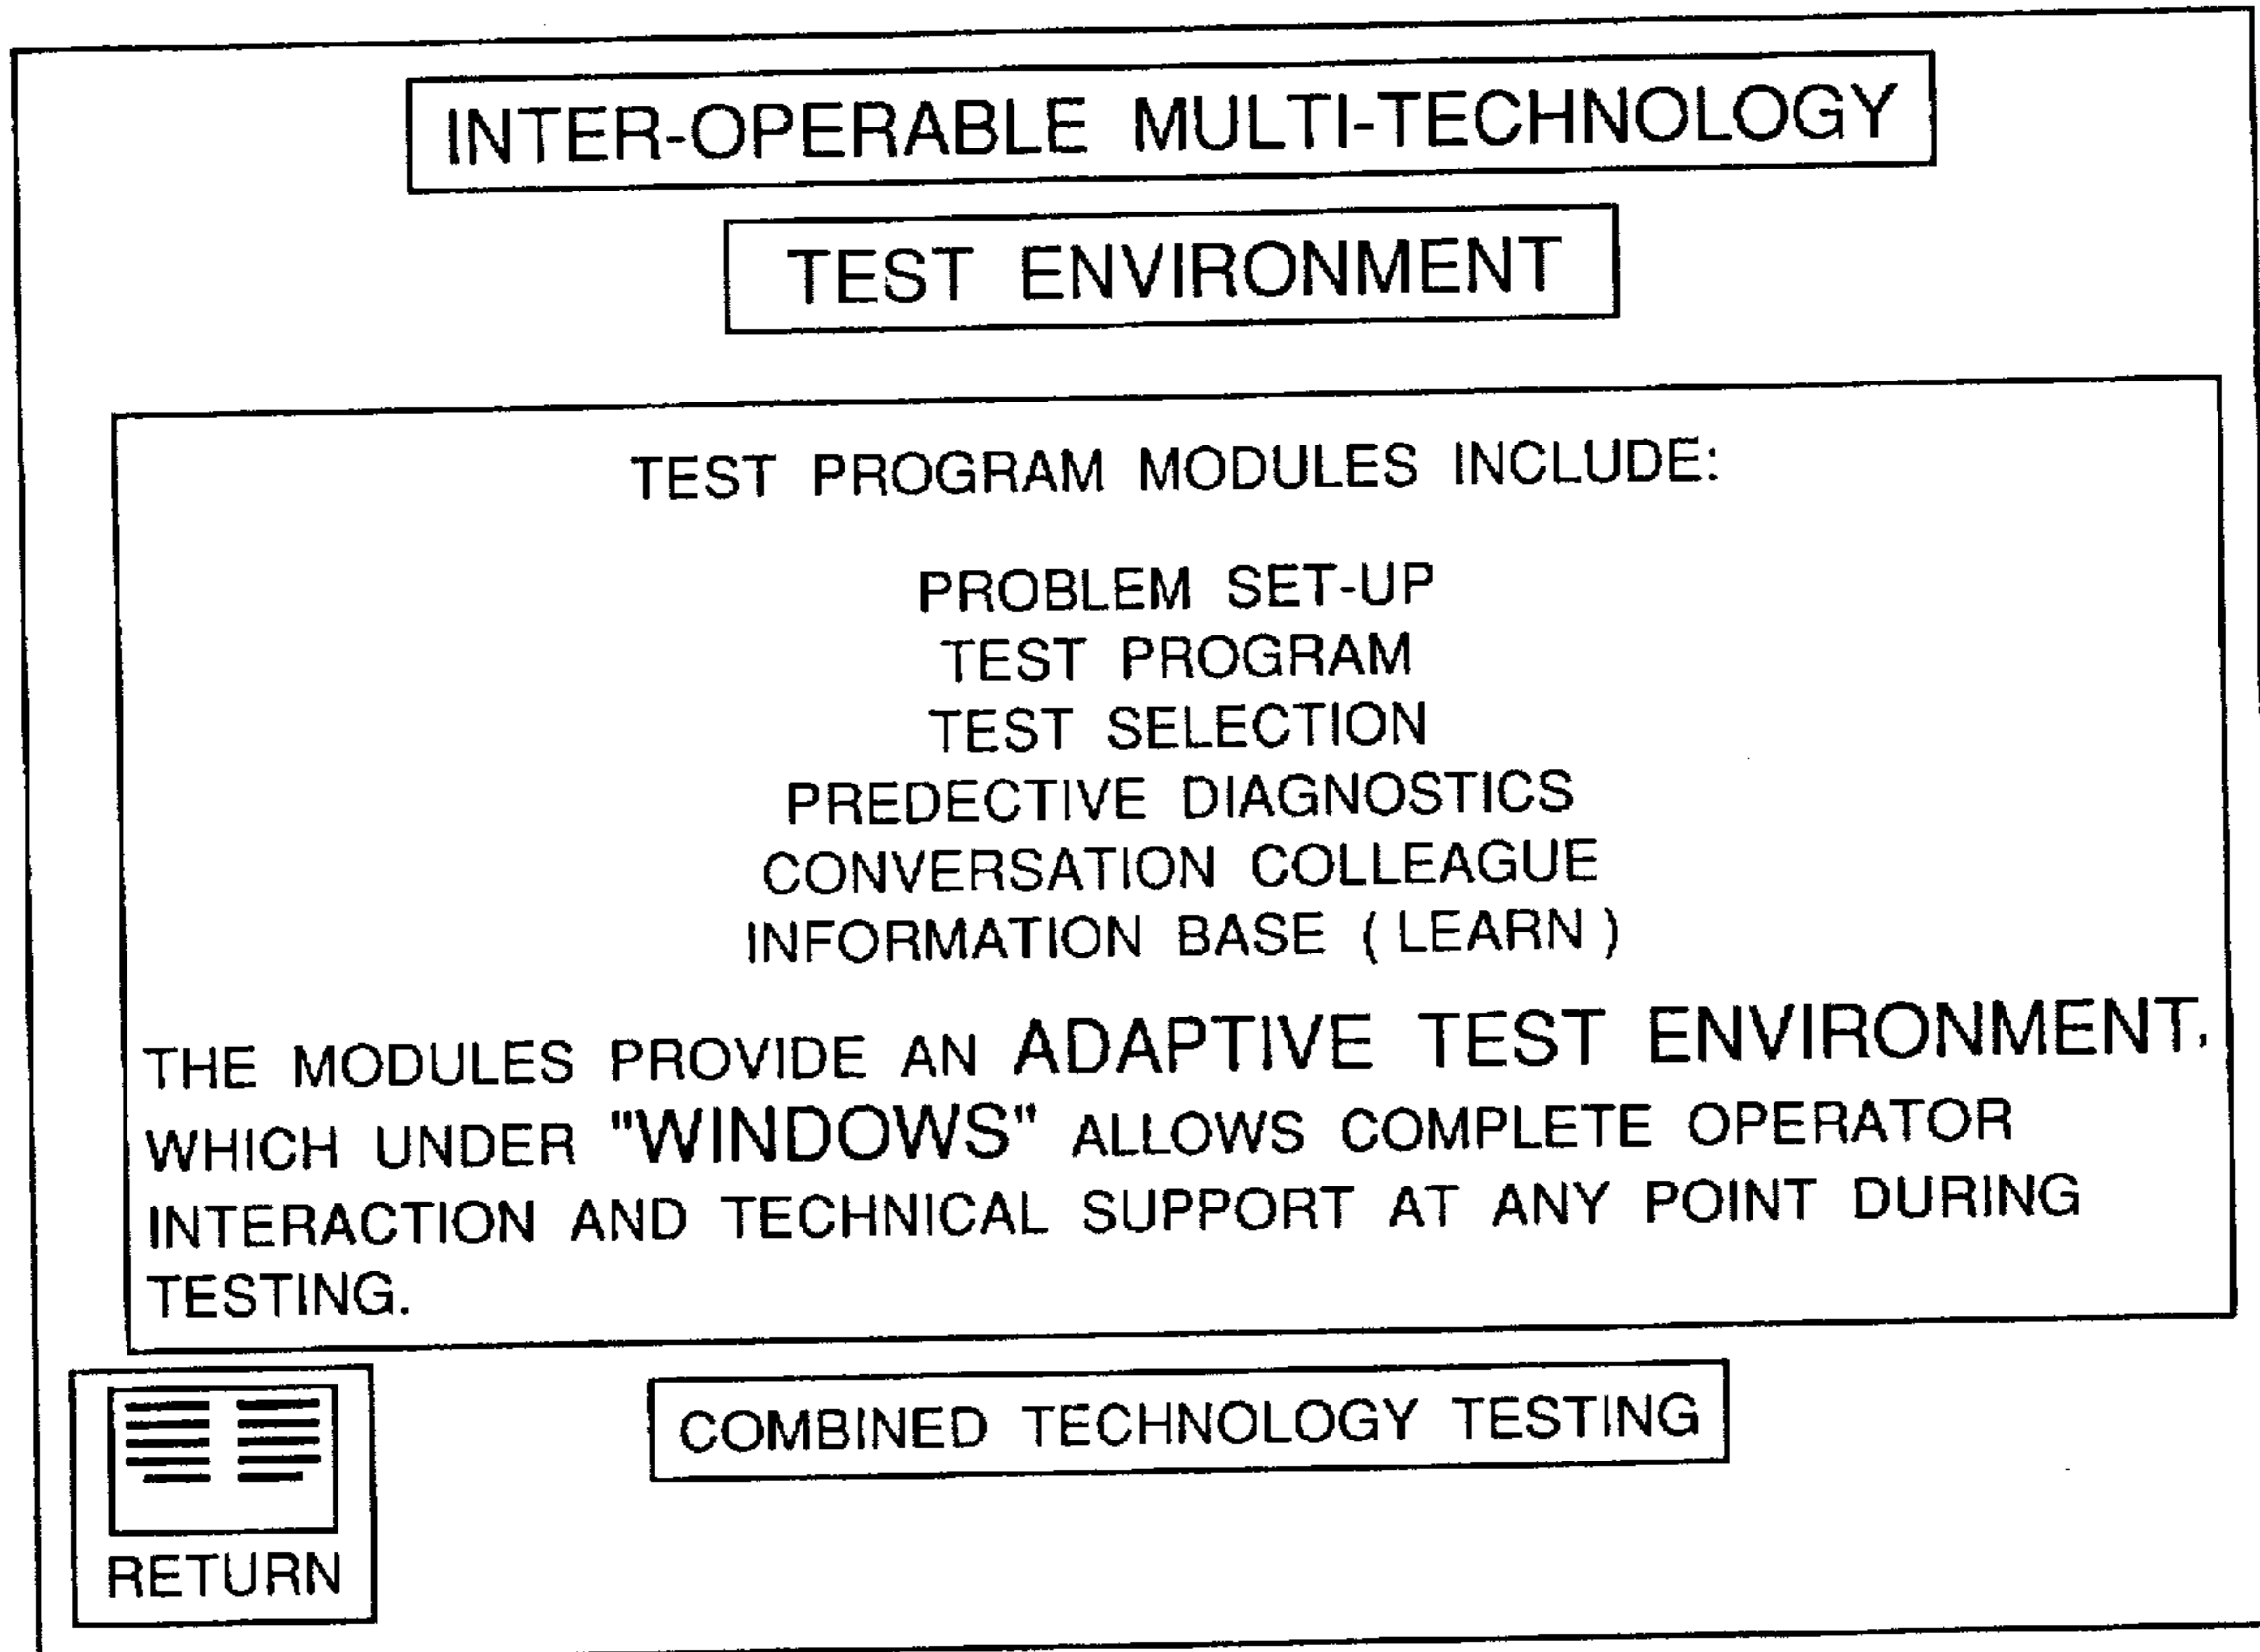 INTER-OPERABLE MULTI-TECHNOLOGY
TEST ENVIRONMENT
TEST PROGRAM MODULES INCLUDE:
PROBLEM SET-UP
TEST PROGRAM
TEST SELECTION
PREDECTIVE DIAGNOSTICS
CONVERSATION COLLEAGUE
INFORMATION BASE ( LEARN )
THE MODULES PROVIDE AN ADAPTIVE TEST ENVIRONMENT,
WHICH UNDER "WINDOWS" ALLOWS COMPLETE OPERATOR
INTERACTION AND TECHNICAL SUPPORT AT ANY POINT DURING
TESTING.
COMBINED TECHNOLOGY TESTING
RETURN